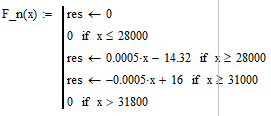 F_n(x) := res ← 0
0 if x ≤ 28000
res ← 0.0005·x − 14.32 if x ≥ 28000
res ← −0.0005·x + 16 if x ≥ 31000
0 if x > 31800